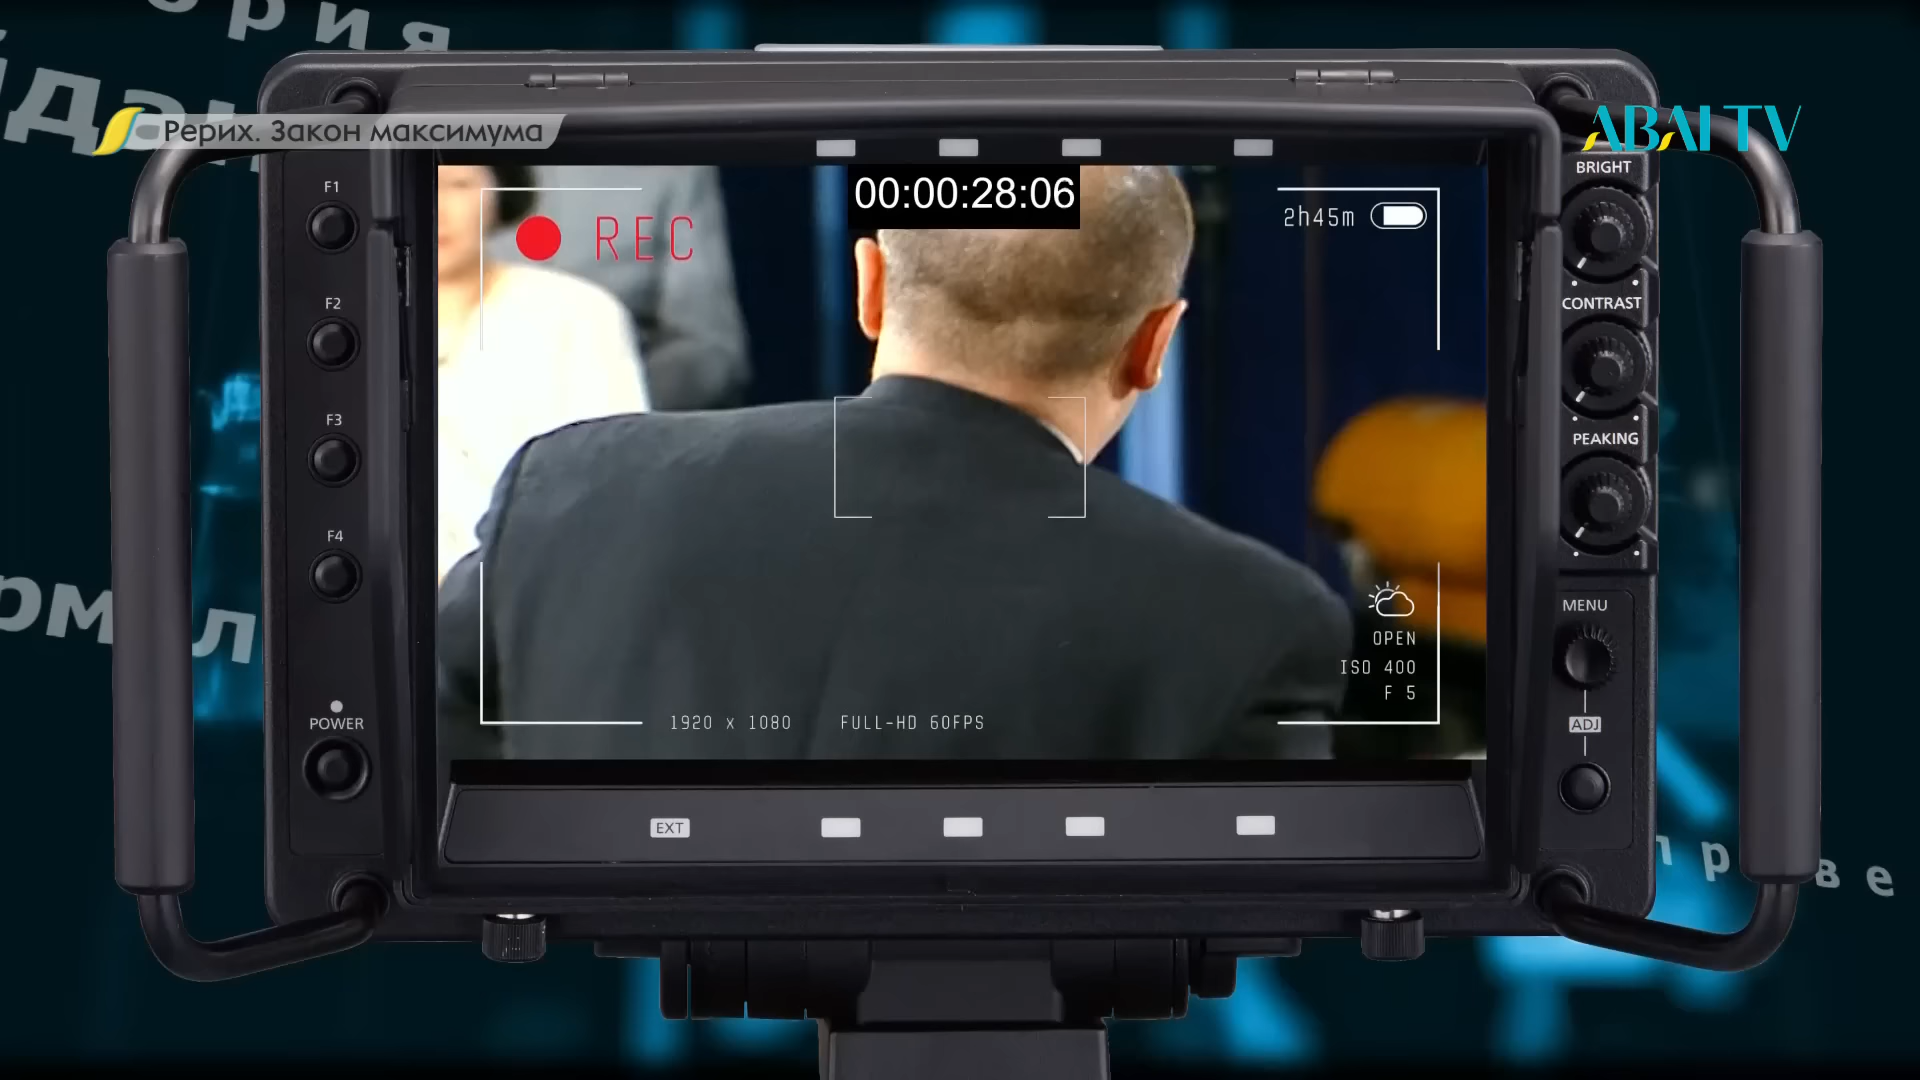 Рерих. Закон максимума
ABAI TV
F1
F2
F3
F4
POWER
BRIGHT
CONTRAST
PEAKING
MENU
ADJ
00:00:28:06
REC
2h45m
OPEN
ISO 400
F 5
1920 x 1080 FULL-HD 60FPS
EXT